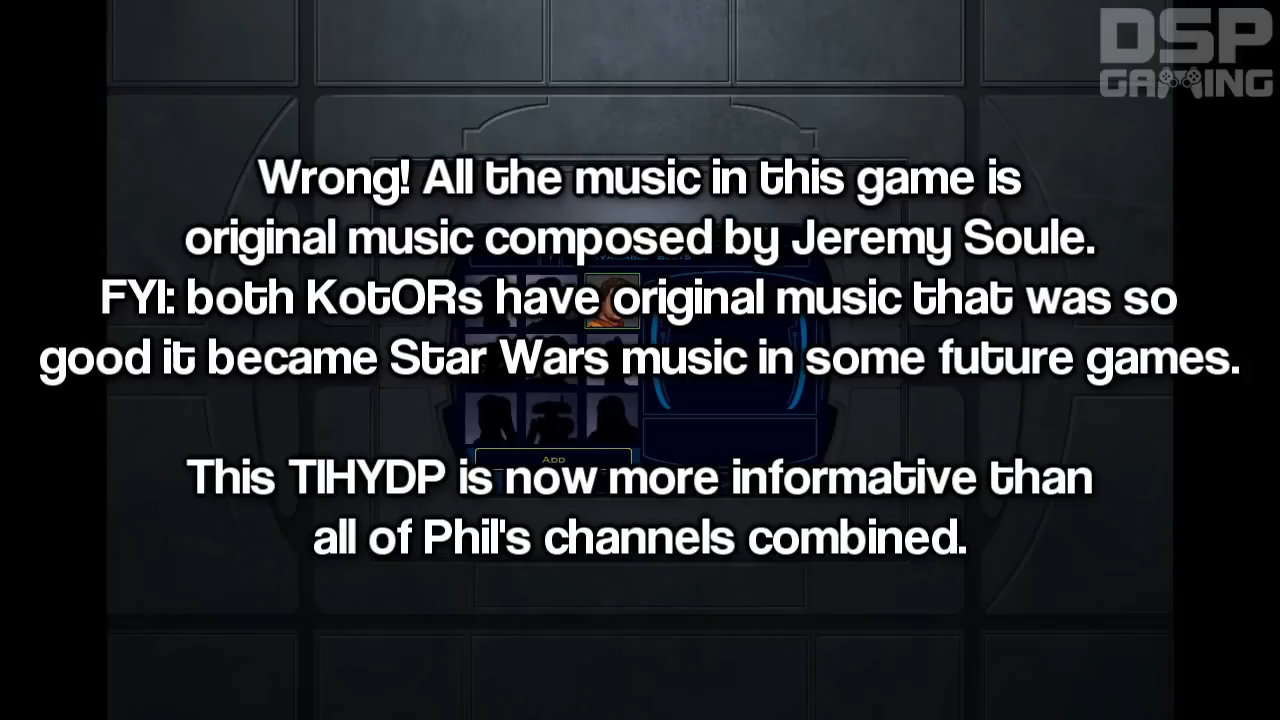 DSP
GAMING
Wrong! All the music in this game is
original music composed by Jeremy Soule.
FYI: both KotORs have original music that was so
good it became Star Wars music in some future games.
Add
This TIHYDP is now more informative than
all of Phil's channels combined.